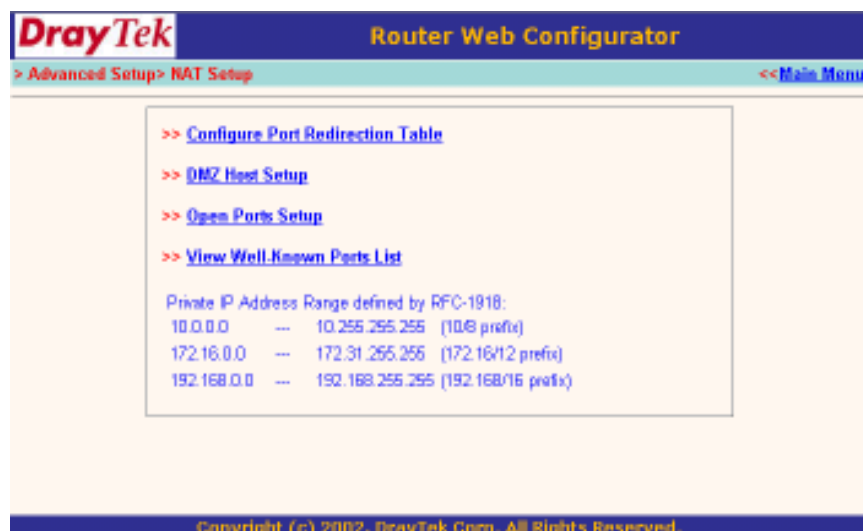 DrayTek Router Web Configurator
> Advanced Setup> NAT Setup <<Main Menu
>> Configure Port Redirection Table
>> DMZ Host Setup
>> Open Ports Setup
>> View Well-Known Ports List
Private IP Address Range defined by RFC-1918:
10.0.0.0 --- 10.255.255.255 (10/8 prefix)
172.16.0.0 --- 172.31.255.255 (172.16/12 prefix)
192.168.0.0 --- 192.168.255.255 (192.168/16 prefix)
Copyright (c) 2002, DrayTek Corp. All Rights Reserved.